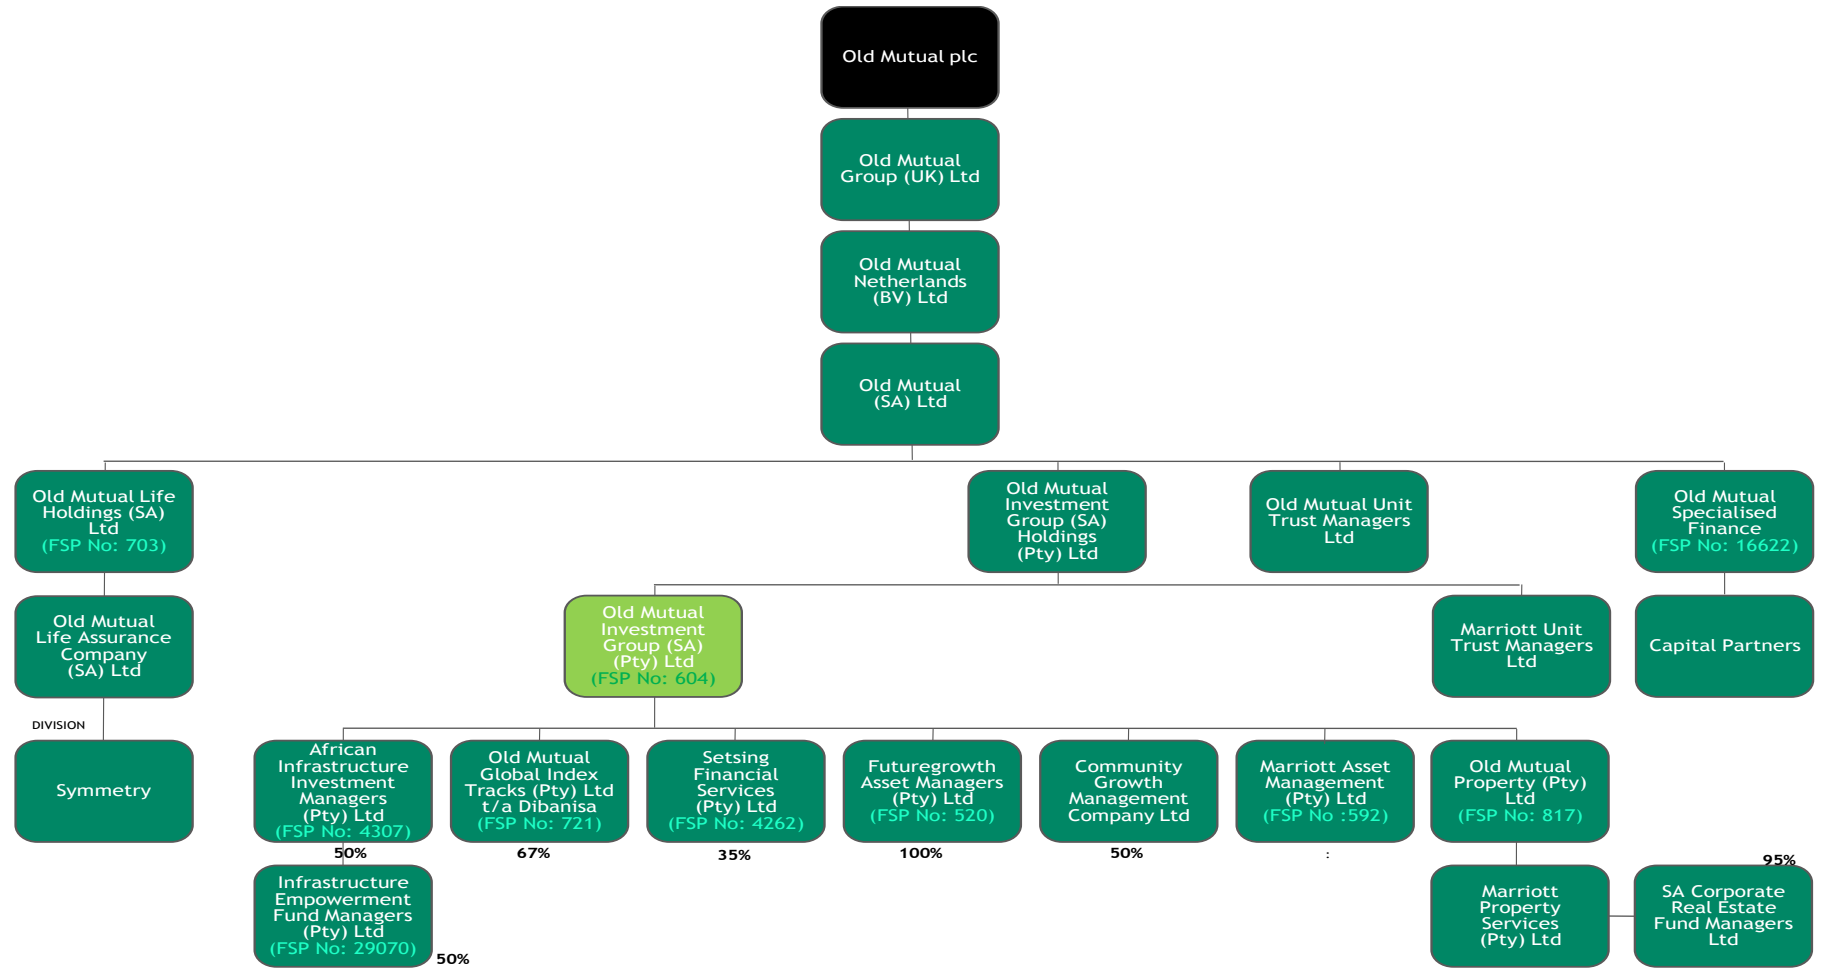 Old Mutual plc
Old Mutual
Group (UK) Ltd
Old Mutual
Netherlands
(BV) Ltd
Old Mutual
(SA) Ltd
Old Mutual Life
Holdings (SA)
Ltd
(FSP No: 703)
Old Mutual
Investment
Group (SA)
Holdings
(Pty) Ltd
Old Mutual Unit
Trust Managers
Ltd
Old Mutual
Specialised
Finance
(FSP No: 16622)
Old Mutual
Life Assurance
Company
(SA) Ltd
Old Mutual
Investment
Group (SA)
(Pty) Ltd
(FSP No: 604)
Marriott Unit
Trust Managers
Ltd
Capital Partners
DIVISION
Symmetry
African
Infrastructure
Investment
Managers
(Pty) Ltd
(FSP No: 4307)
50%
Old Mutual
Global Index
Tracks (Pty) Ltd
t/a Dibanisa
(FSP No: 721)
67%
Setsing
Financial
Services
(Pty) Ltd
(FSP No: 4262)
35%
Futuregrowth
Asset Managers
(Pty) Ltd
(FSP No: 520)
100%
Community
Growth
Management
Company Ltd
50%
Marriott Asset
Management
(Pty) Ltd
(FSP No :592)
:
Old Mutual
Property (Pty)
Ltd
(FSP No: 817)
Infrastructure
Empowerment
Fund Managers
(Pty) Ltd
(FSP No: 29070)
50%
Marriott
Property
Services
(Pty) Ltd
95%
SA Corporate
Real Estate
Fund Managers
Ltd